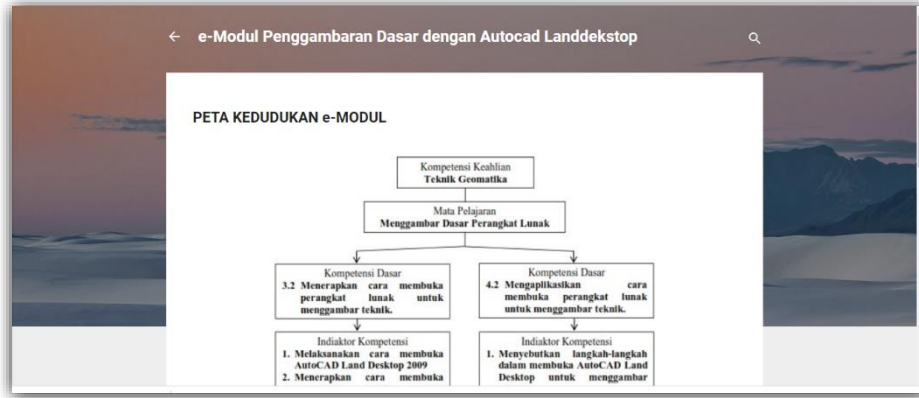 e-Modul Penggambaran Dasar dengan Autocad Landdekstop
PETA KEDUDUKAN e-MODUL
Kompetensi Keahlian
Teknik Geomatika
Mata Pelajaran
Menggambar Dasar Perangkat Lunak
Kompetensi Dasar
3.2 Menerapkan cara membuka
perangkat lunak untuk
menggambar teknik.
Kompetensi Dasar
4.2 Mengaplikasikan cara
membuka perangkat lunak
untuk menggambar teknik.
Indiaktor Kompetensi
1. Melaksanakan cara membuka
AutoCAD Land Desktop 2009
2. Menerapkan cara membuka
Indiaktor Kompetensi
1. Menyebutkan langkah-langkah
dalam membuka AutoCAD Land
Desktop untuk menggambar